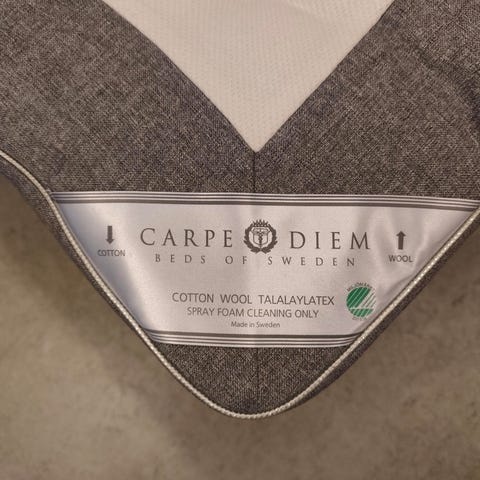 CARPE DIEM
BEDS OF SWEDEN
COTTON
WOOL
COTTON WOOL TALALAYLATEX
SPRAY FOAM CLEANING ONLY
Made in Sweden